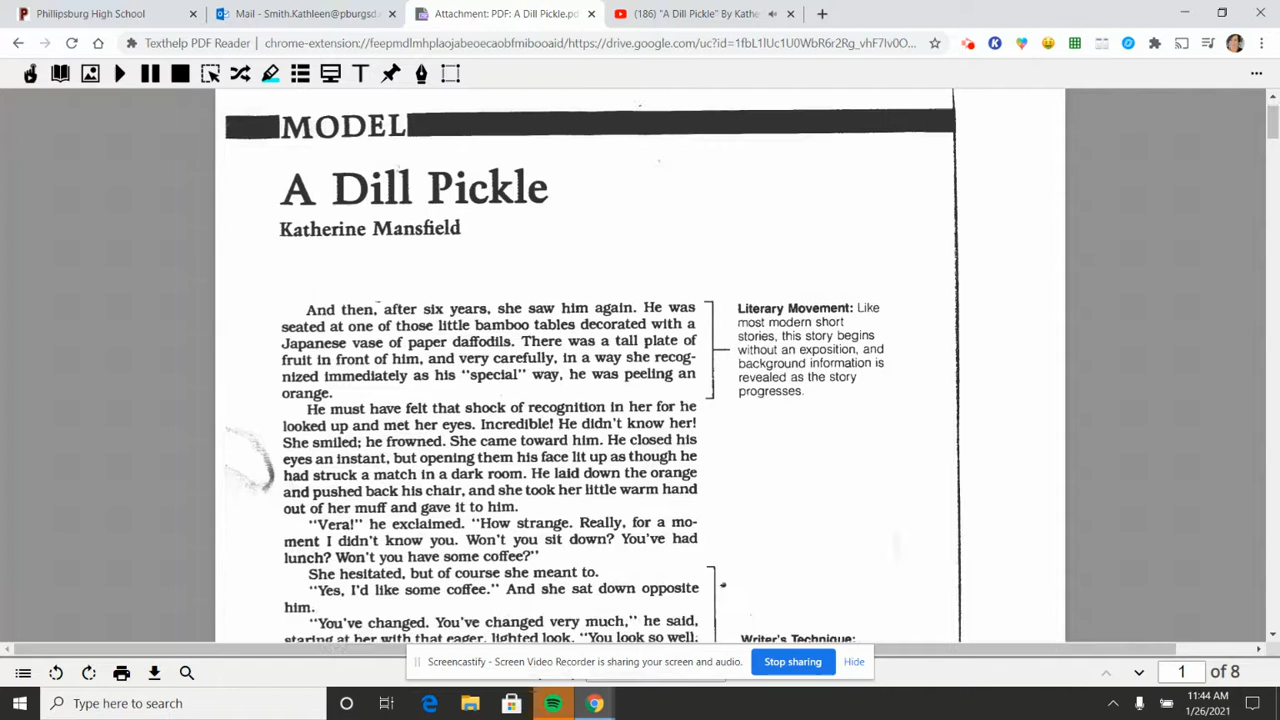 Phillipsburg High School
Mail - Smith.Kathleen@pburgsd.
Attachment: PDF: A Dill Pickle.pd
(186) "A Dill Pickle" By Kathe
Texthelp PDF Reader | chrome-extension://feepnndlmhplaojabeoecaobfmibooaid/https://drive.google.com/uc?id=1fbL1lUc1U0WbR6r2Rg_vhF7Iv0O...
MODEL
A Dill Pickle
Katherine Mansfield
And then, after six years, she saw him again. He was
seated at one of those little bamboo tables decorated with a
Japanese vase of paper daffodils. There was a tall plate of
fruit in front of him, and very carefully, in a way she recog-
nized immediately as his "special" way, he was peeling an
orange.
He must have felt that shock of recognition in her for he
looked up and met her eyes. Incredible! He didn't know her!
She smiled; he frowned. She came toward him. He closed his
eyes an instant, but opening them his face lit up as though he
had struck a match in a dark room. He laid down the orange
and pushed back his chair, and she took her little warm hand
out of her muff and gave it to him.
"Vera!" he exclaimed. "How strange. Really, for a mo-
ment I didn't know you. Won't you sit down? You've had
lunch? Won't you have some coffee?"
She hesitated, but of course she meant to.
"Yes, I'd like some coffee." And she sat down opposite
him.
"You've changed. You've changed very much," he said,
staring at her with that eager, lighted look. "You look so well.
Literary Movement: Like
most modern short
stories, this story begins
without an exposition, and
background information is
revealed as the story
progresses.
Writer's Technique:
Screencastify - Screen Video Recorder is sharing your screen and audio.
Stop sharing
Hide
1 of 8
Type here to search
11:44 AM
1/26/2021